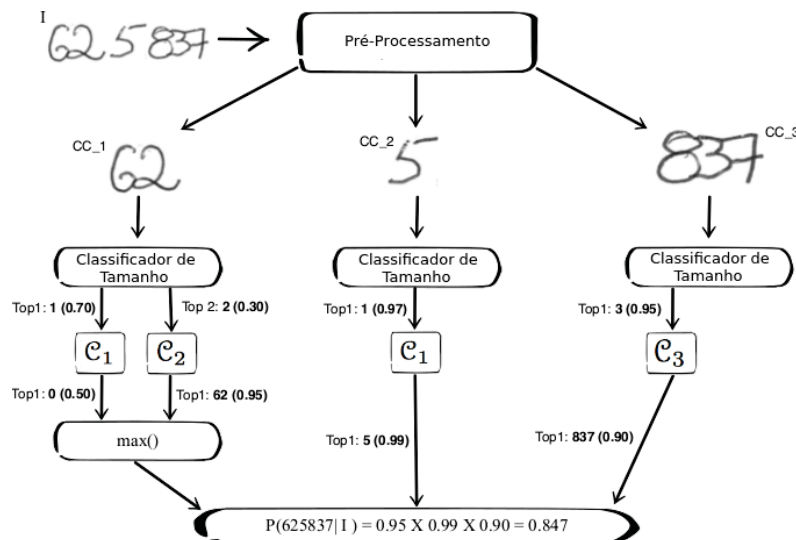 I
625837
Pré-Processamento
CC_1
62
CC_2
5
837
CC_3
Classificador de
Tamanho
Classificador de
Tamanho
Classificador de
Tamanho
Top1: 1 (0.70)
Top 2: 2 (0.30)
Top1: 1 (0.97)
Top1: 3 (0.95)
C1
C2
C1
C3
Top1: 0 (0.50)
Top1: 62 (0.95)
Top1: 5 (0.99)
Top1: 837 (0.90)
max()
P(625837| I ) = 0.95 X 0.99 X 0.90 = 0.847